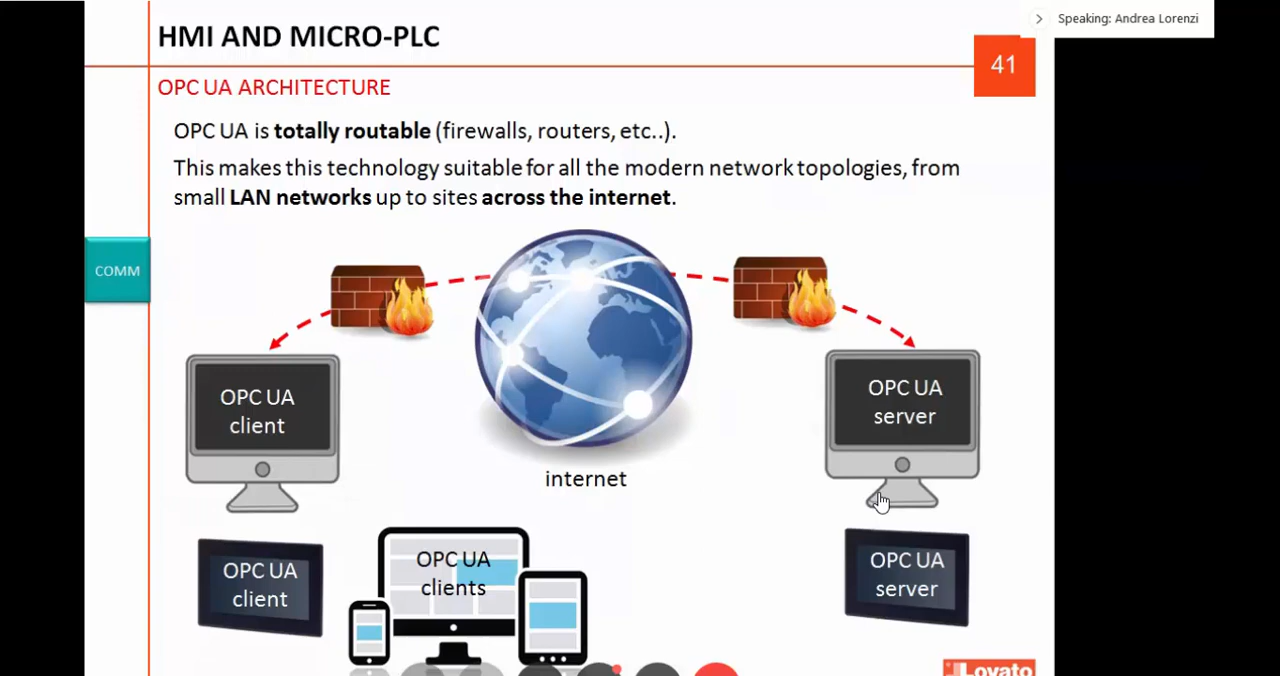 Speaking: Andrea Lorenzi
HMI AND MICRO-PLC
41
OPC UA ARCHITECTURE
OPC UA is totally routable (firewalls, routers, etc..).
This makes this technology suitable for all the modern network topologies, from
small LAN networks up to sites across the internet.
COMM
OPC UA
client
OPC UA
server
internet
OPC UA
client
OPC UA
clients
OPC UA
server
Lovato